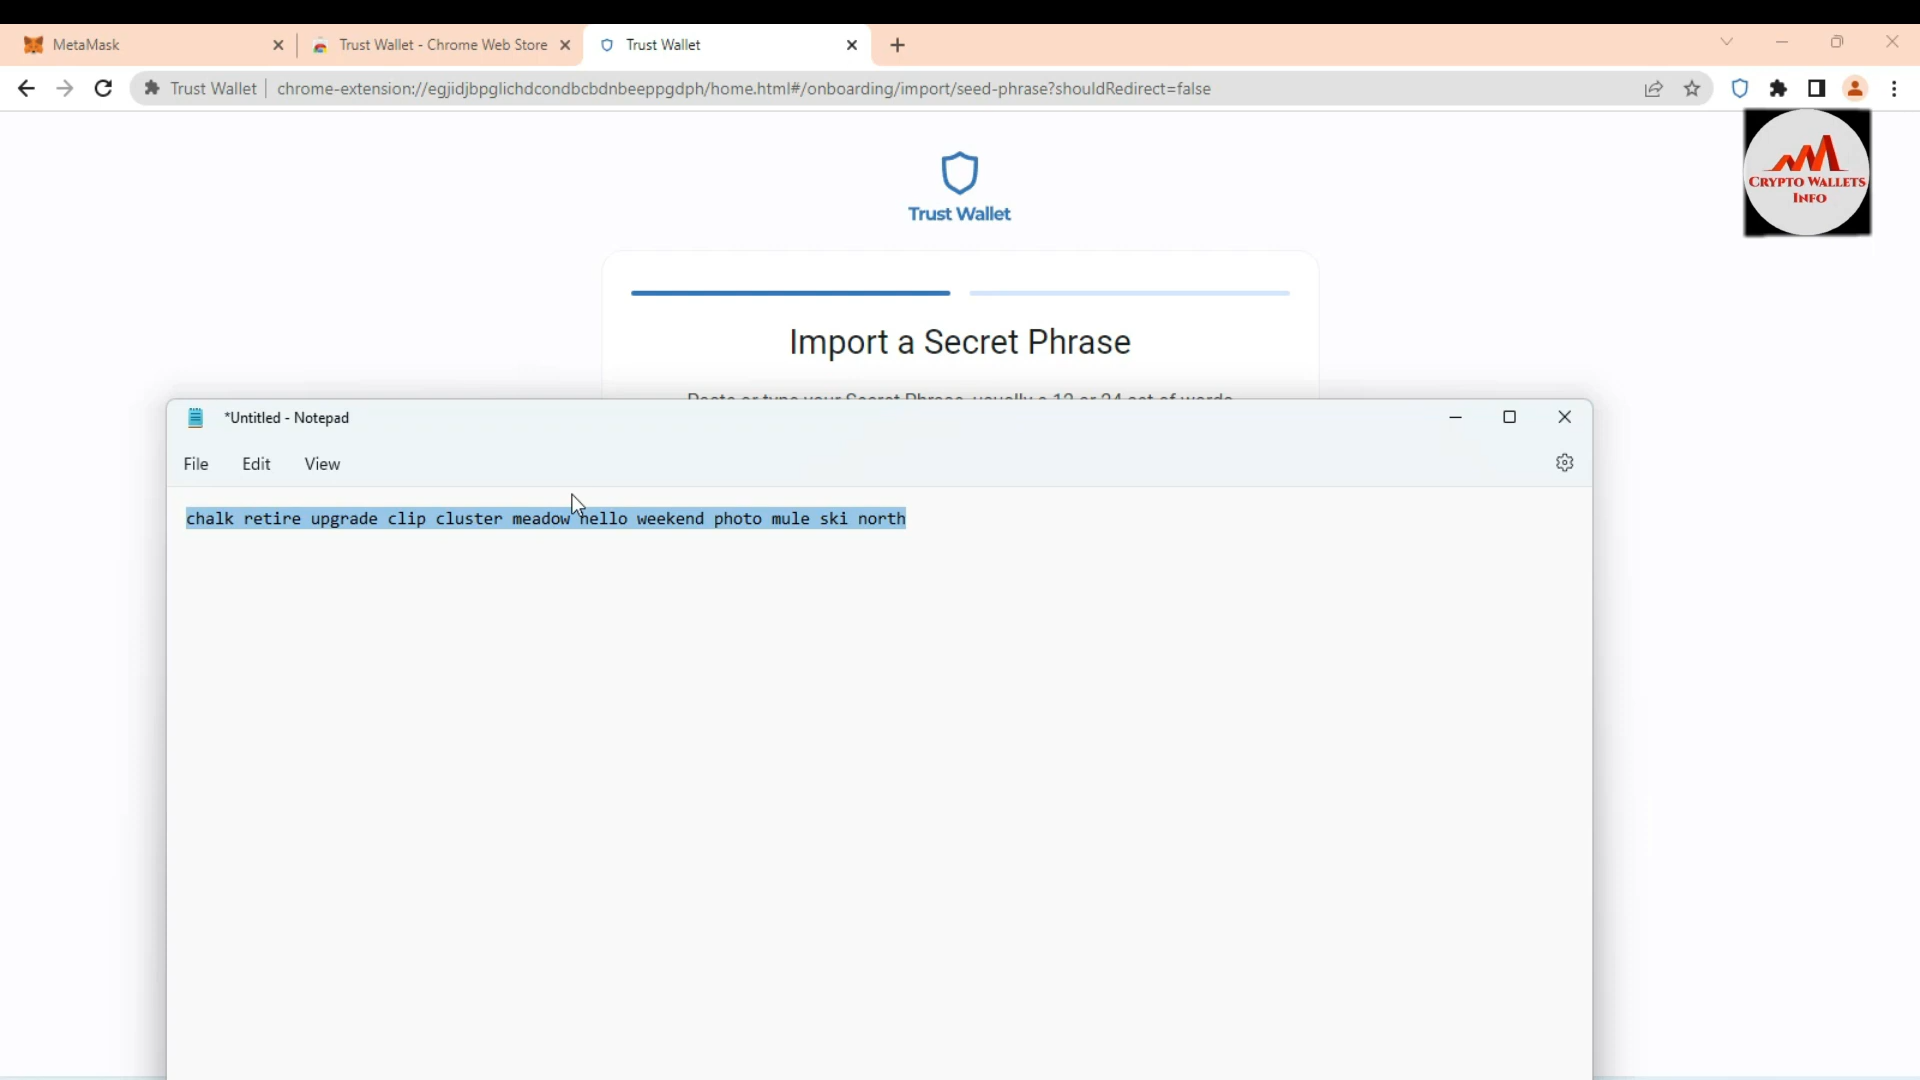 MetaMask
Trust Wallet - Chrome Web Store
Trust Wallet
Trust Wallet
chrome-extension://egjidjbpglichdcondbcbdnbeeppgdph/home.html#/onboarding/import/seed-phrase?shouldRedirect=false
CRYPTO WALLETS
INFO
Trust Wallet
Import a Secret Phrase
*Untitled - Notepad
File Edit View
chalk retire upgrade clip cluster meadow hello weekend photo mule ski north